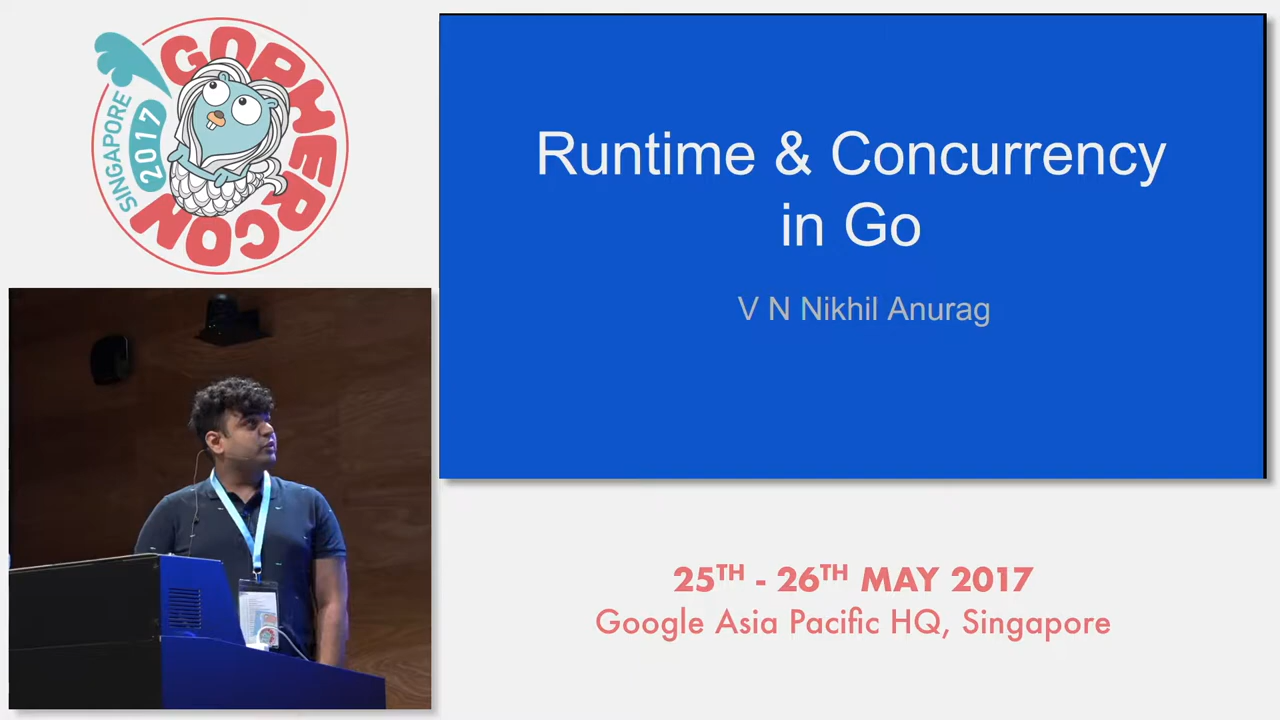 GOPHERCON
SINGAPORE
2017
Runtime & Concurrency
in Go
V N Nikhil Anurag
25TH - 26TH MAY 2017
Google Asia Pacific HQ, Singapore